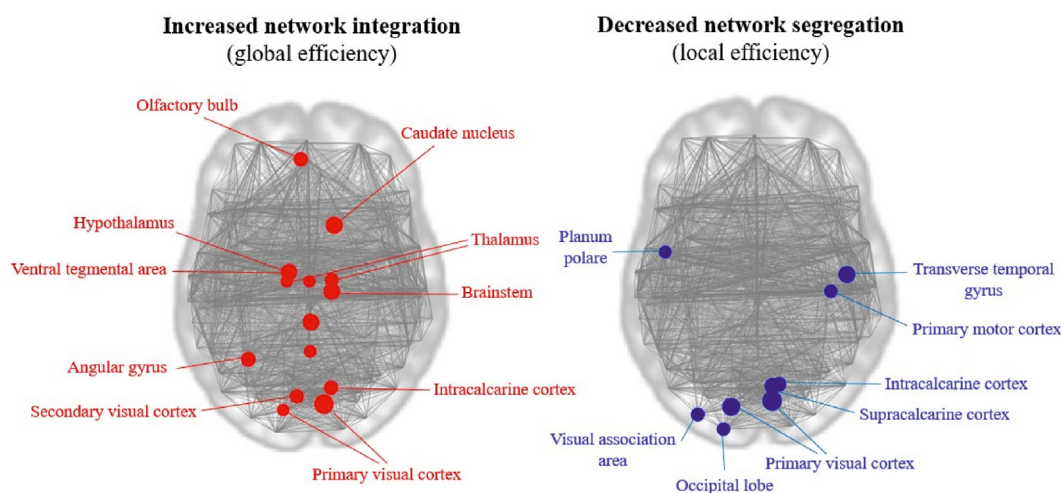 Increased network integration
(global efficiency)
Olfactory bulb
Caudate nucleus
Hypothalamus
Thalamus
Ventral tegmental area
Brainstem
Angular gyrus
Intracalcarine cortex
Secondary visual cortex
Primary visual cortex
Decreased network segregation
(local efficiency)
Planum
polare
Transverse temporal
gyrus
Primary motor cortex
Intracalcarine cortex
Supracalcarine cortex
Visual association
area
Primary visual cortex
Occipital lobe